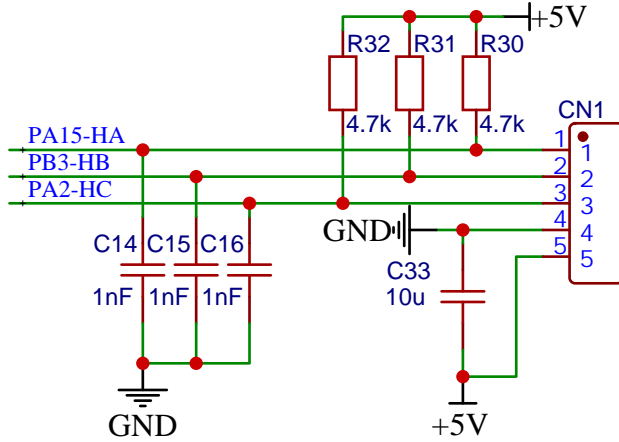 +5V
R32 R31 R30
4.7k 4.7k 4.7k
CN1
PA15-HA
1 1
PB3-HB
2 2
PA2-HC
3 3
GND
4 4
C14 C15 C16
5 5
C33
1nF 1nF 1nF
10u
GND
+5V